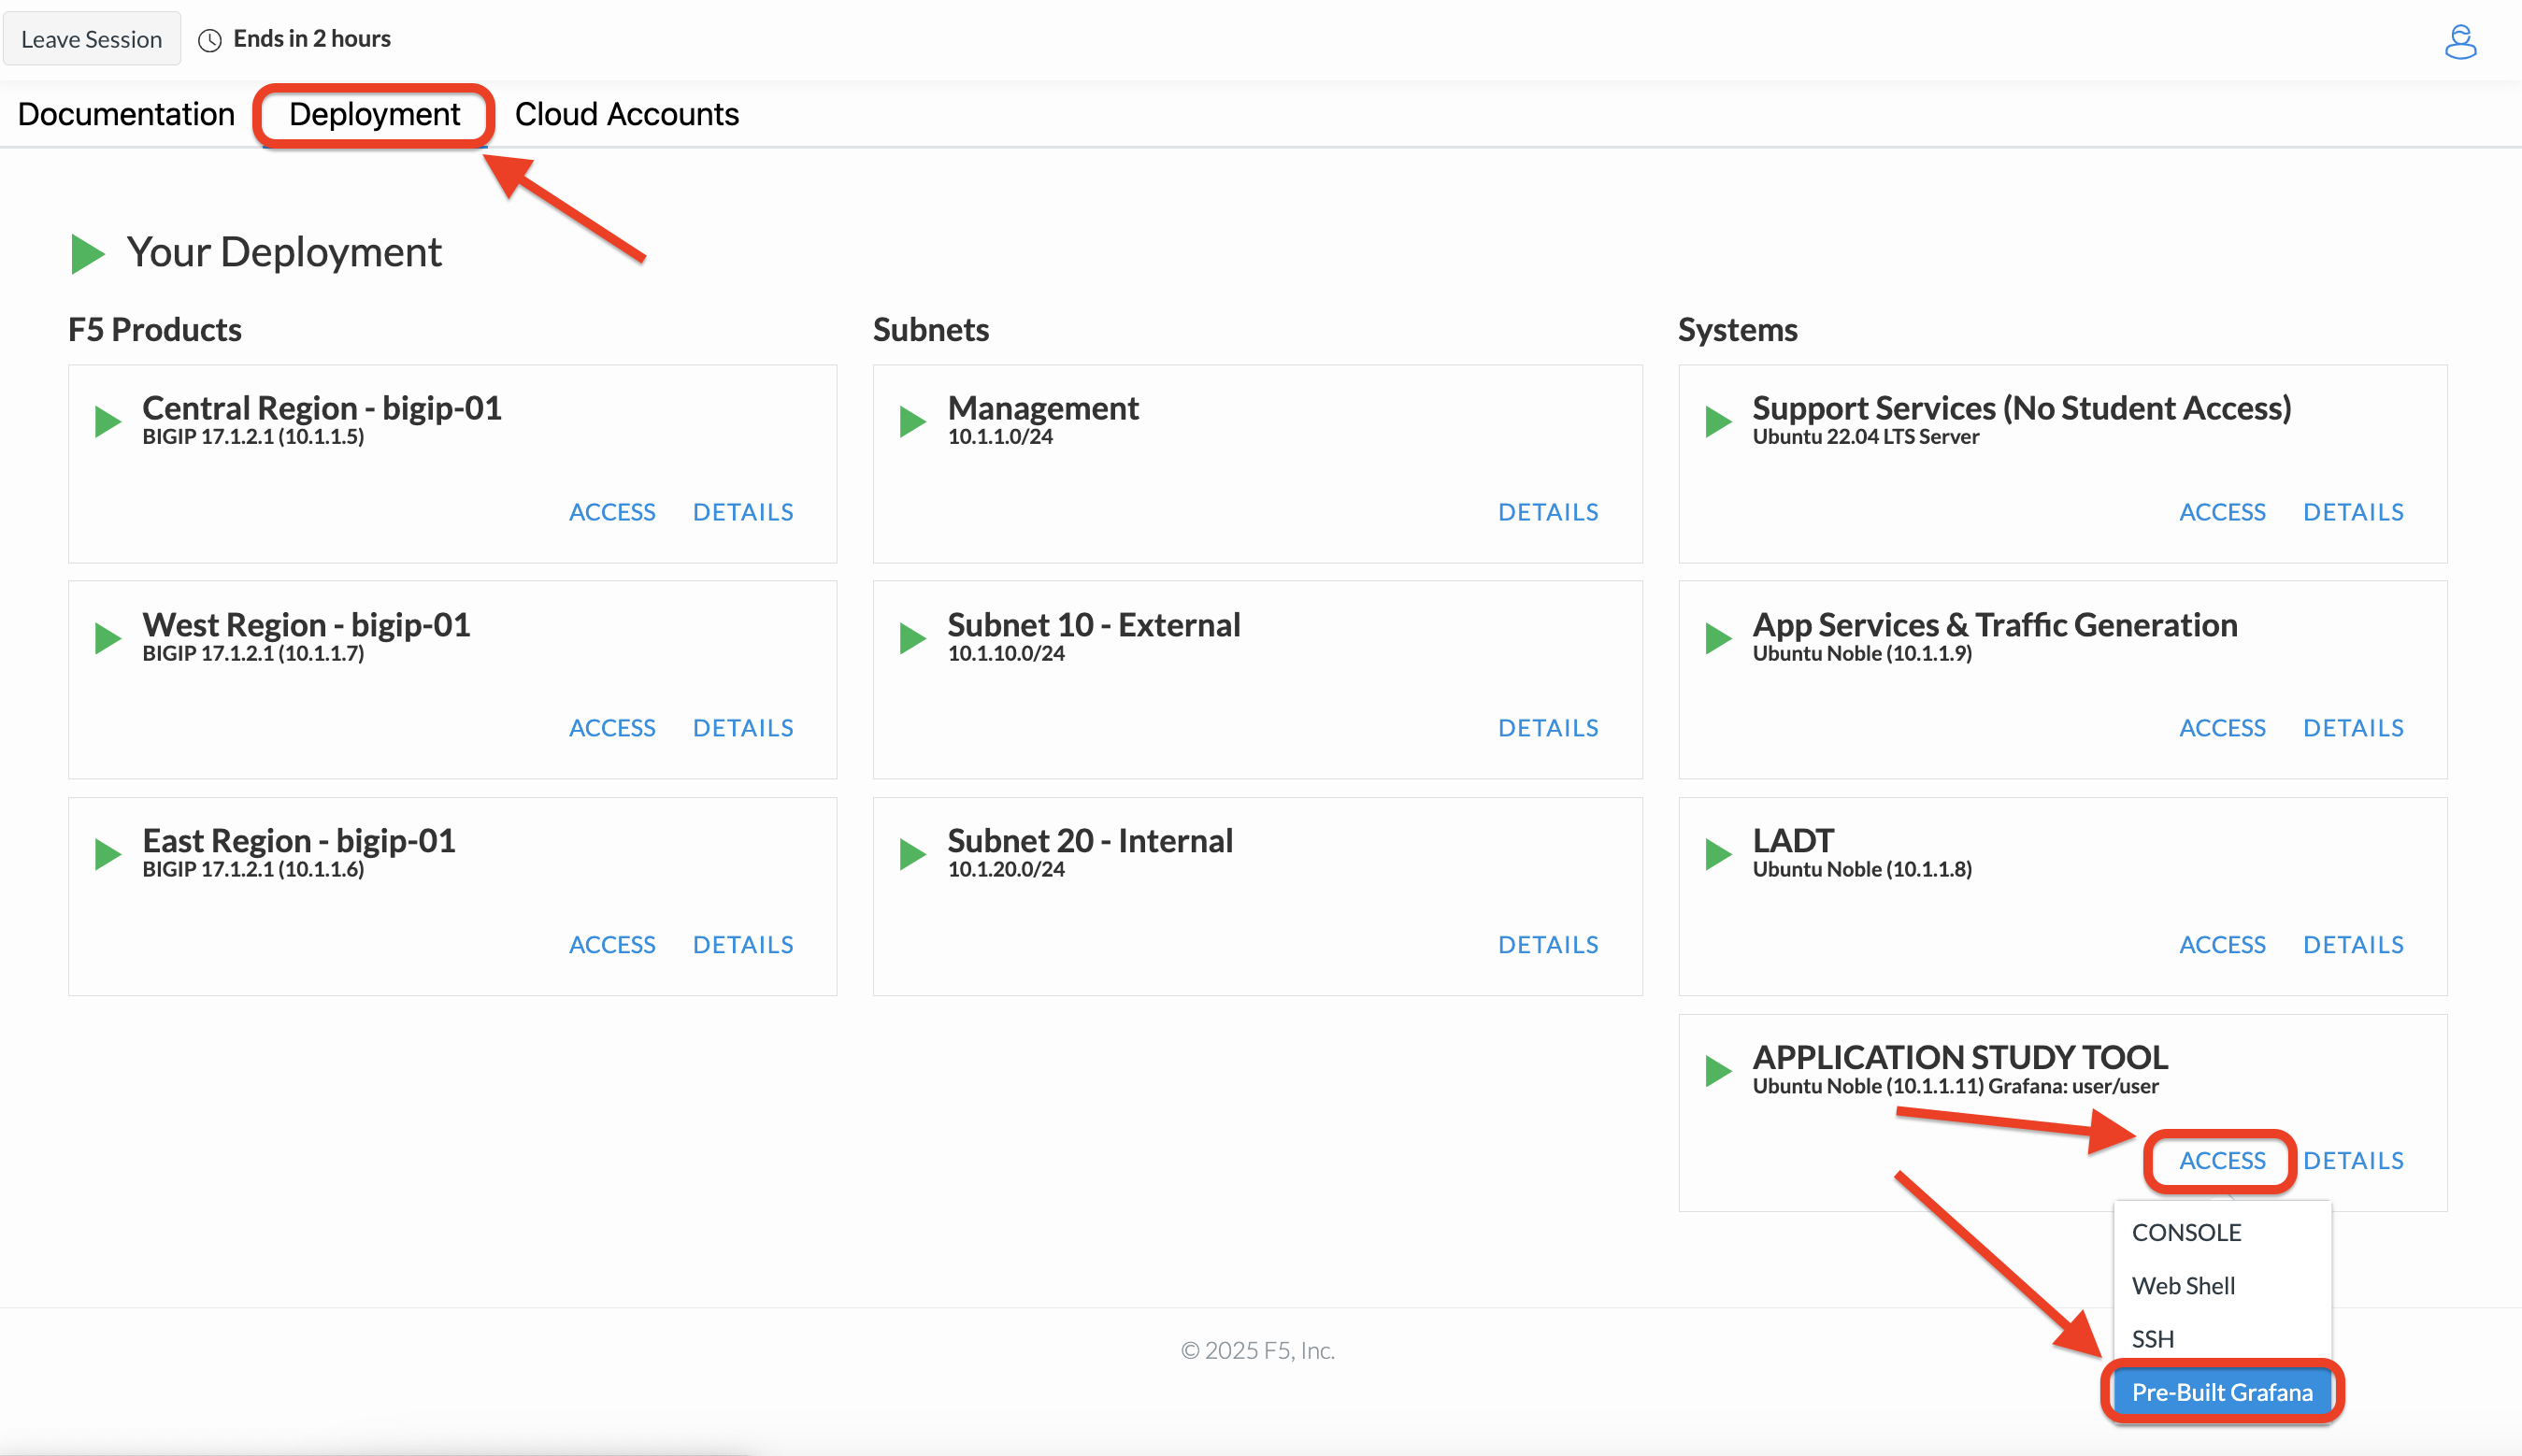 Leave Session
Ends in 2 hours
Documentation
Deployment
Cloud Accounts
Your Deployment
F5 Products
Central Region - bigip-01
BIGIP 17.1.2.1 (10.1.1.5)
ACCESS DETAILS
West Region - bigip-01
BIGIP 17.1.2.1 (10.1.1.7)
ACCESS DETAILS
East Region - bigip-01
BIGIP 17.1.2.1 (10.1.1.6)
ACCESS DETAILS
Subnets
Management
10.1.1.0/24
DETAILS
Subnet 10 - External
10.1.10.0/24
DETAILS
Subnet 20 - Internal
10.1.20.0/24
DETAILS
Systems
Support Services (No Student Access)
Ubuntu 22.04 LTS Server
ACCESS DETAILS
App Services & Traffic Generation
Ubuntu Noble (10.1.1.9)
ACCESS DETAILS
LADT
Ubuntu Noble (10.1.1.8)
ACCESS DETAILS
APPLICATION STUDY TOOL
Ubuntu Noble (10.1.1.11) Grafana: user/user
ACCESS DETAILS
CONSOLE
Web Shell
SSH
Pre-Built Grafana
© 2025 F5, Inc.